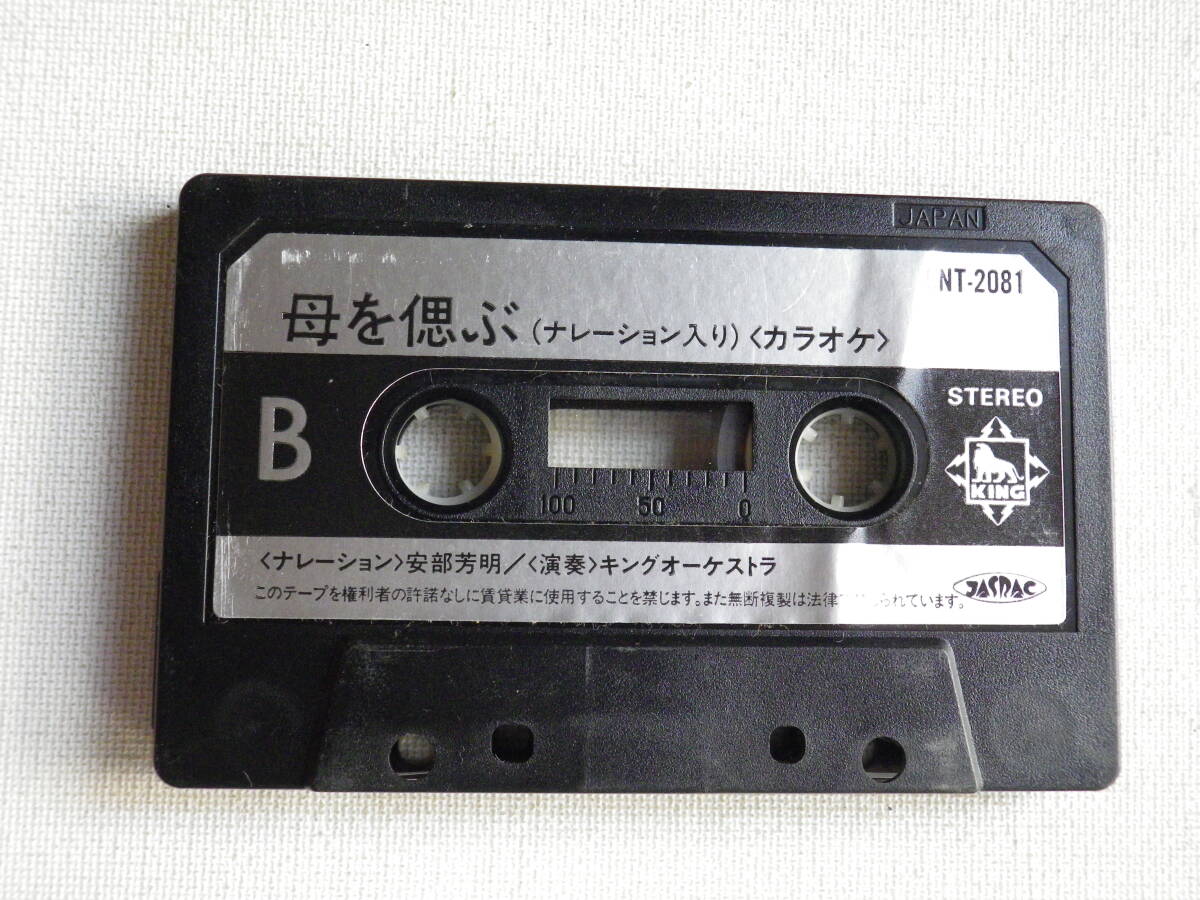 JAPAN
NT-2081
母を偲ぶ(ナレーション入り)〈カラオケ〉
B
STEREO
KING
100 50 0
〈ナレーション〉安部芳明/〈演奏〉キングオーケストラ
このテープを権利者の許諾なしに賃貸業に使用することを禁じます。また無断複製は法律で られています。
JASRAC